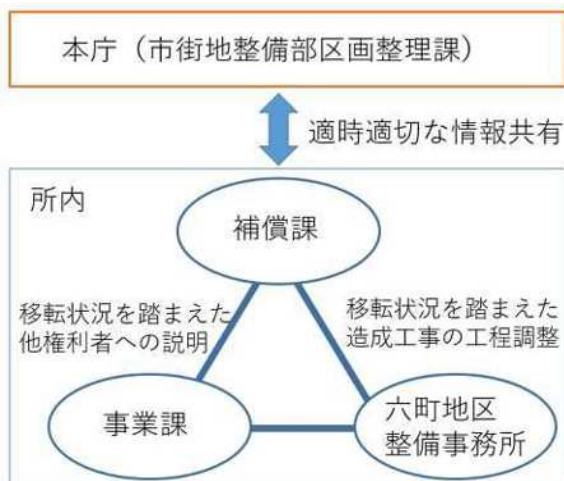 本庁（市街地整備部区画整理課）
適時適切な情報共有
所内
補償課
移転状況を踏まえた
他権利者への説明
移転状況を踏まえた
造成工事の工程調整
事業課
六町地区
整備事務所